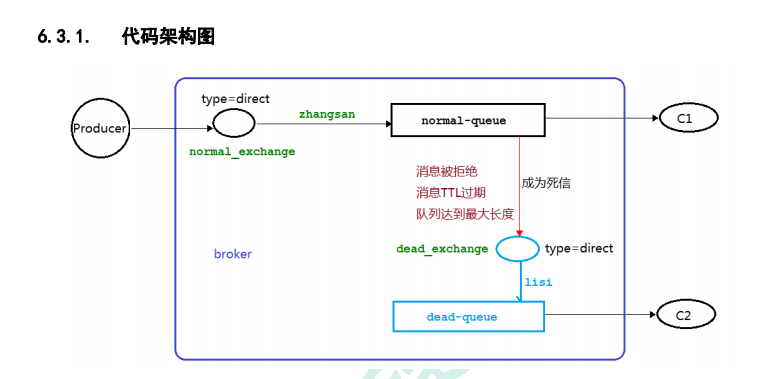 6.3.1. 代码架构图
type=direct
zhangsan
Producer
normal-queue
C1
normal_exchange
消息被拒绝
消息TTL过期
成为死信
队列达到最大长度
dead_exchange
type=direct
broker
lisi
dead-queue
C2